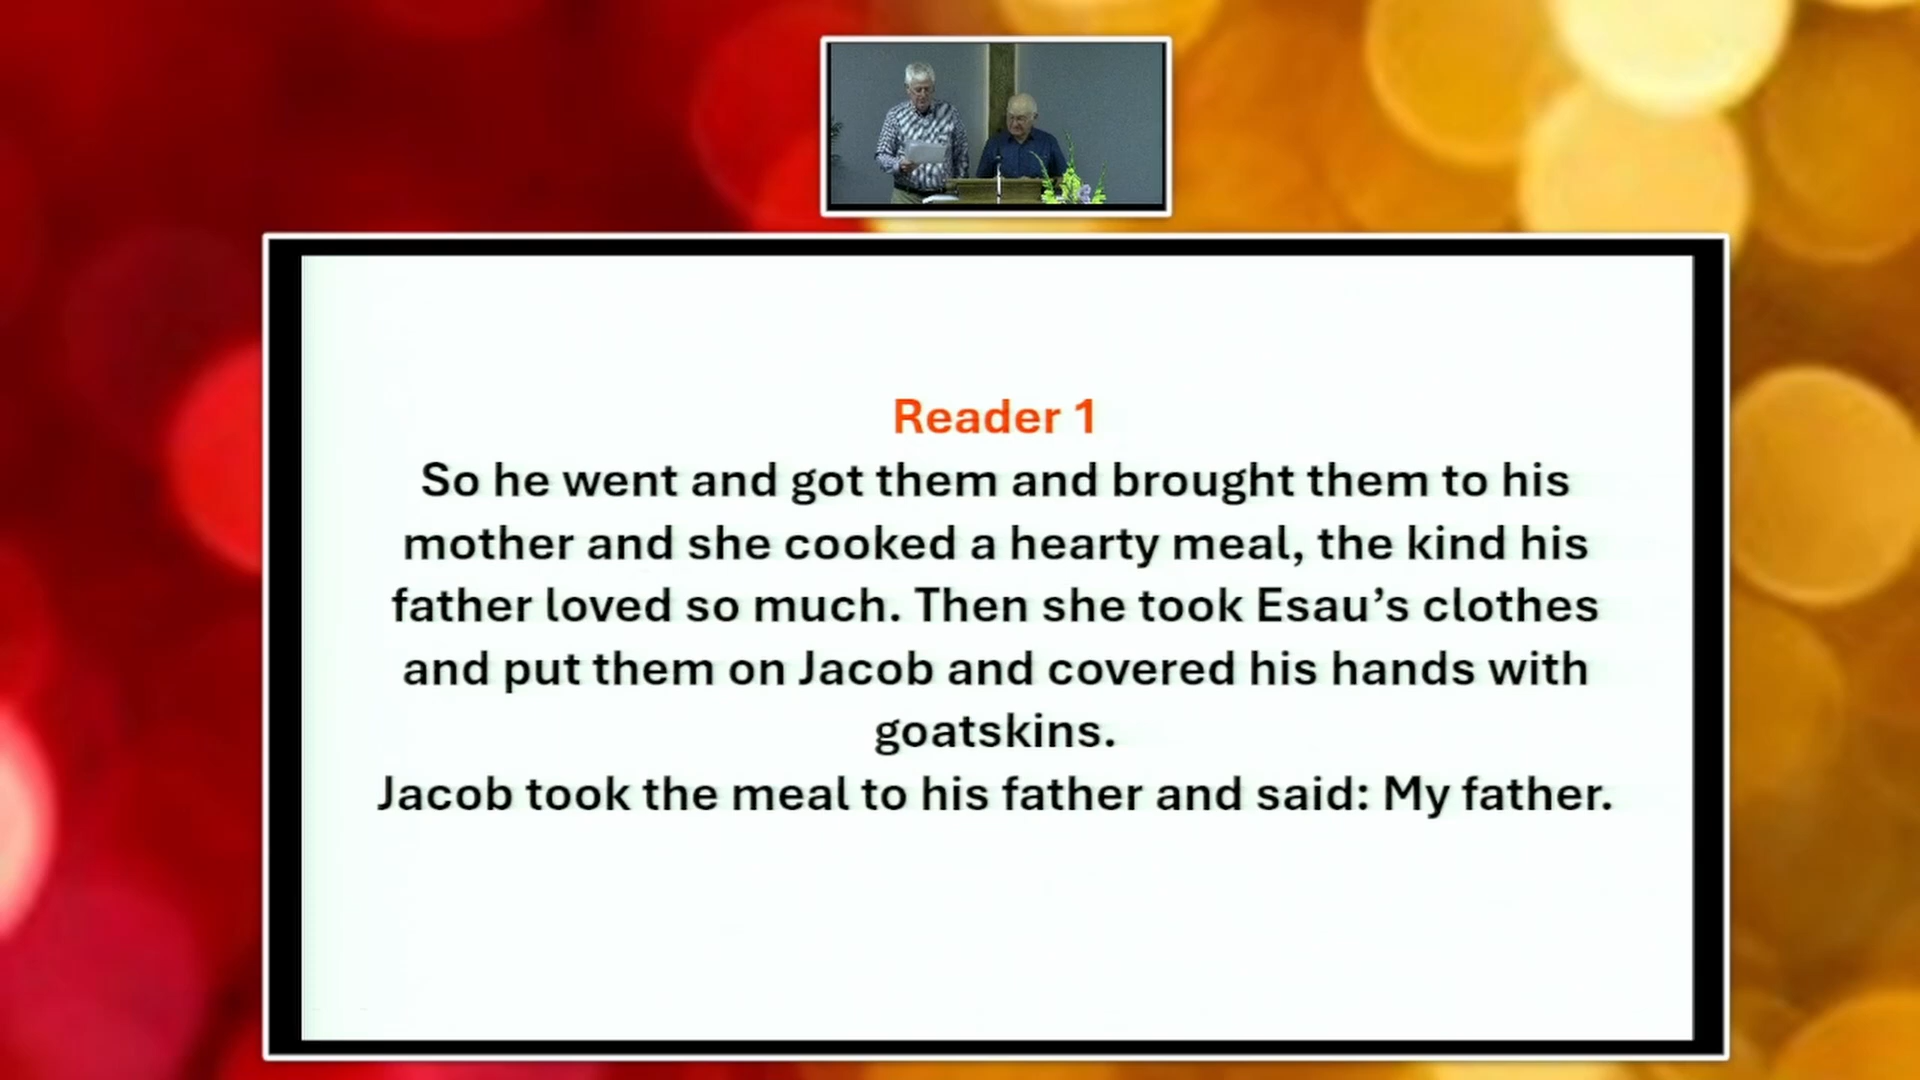 Reader 1
So he went and got them and brought them to his
mother and she cooked a hearty meal, the kind his
father loved so much. Then she took Esau’s clothes
and put them on Jacob and covered his hands with
goatskins.
Jacob took the meal to his father and said: My father.